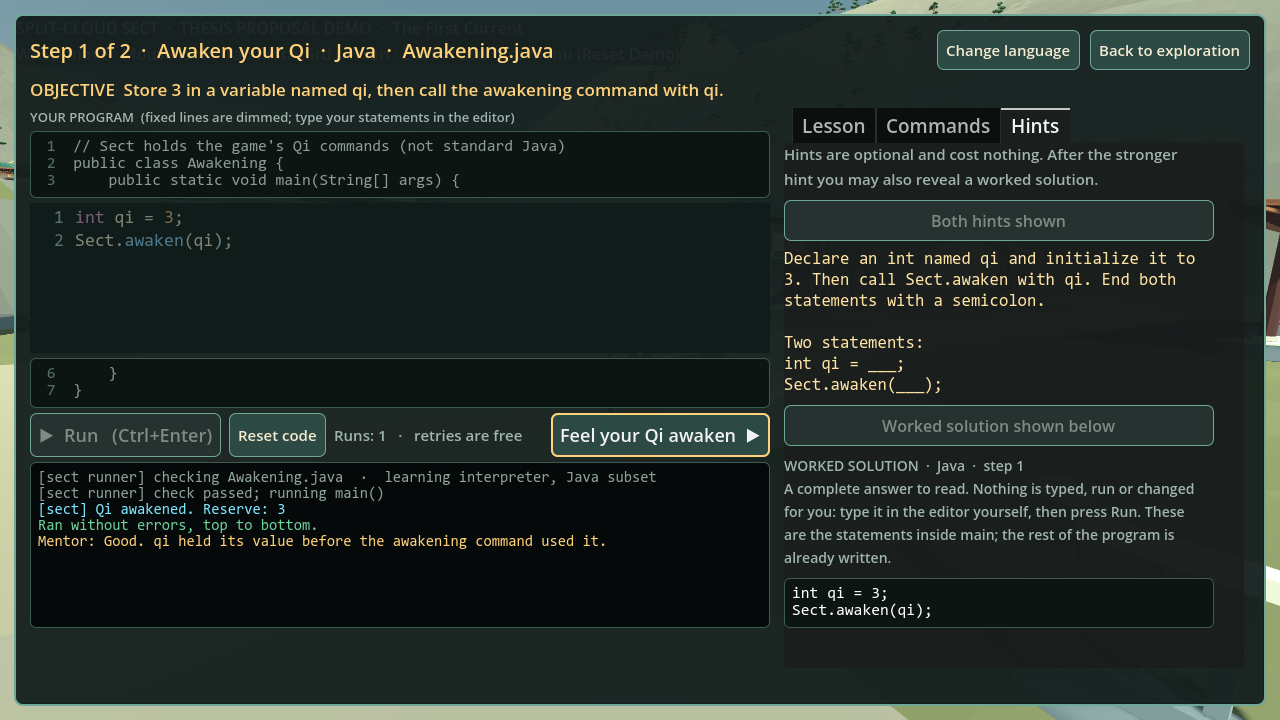 SPLIT-CLOUD SECT · THESIS PROPOSAL DEMO · The First Current
Step 1 of 2 · Awaken your Qi · Java · Awakening.java
(Reset Demo)
Change language
Back to exploration
OBJECTIVE Store 3 in a variable named qi, then call the awakening command with qi.
YOUR PROGRAM (fixed lines are dimmed; type your statements in the editor)
1 // Sect holds the game's Qi commands (not standard Java)
2 public class Awakening {
3 public static void main(String[] args) {
1 int qi = 3;
2 Sect.awaken(qi);
6 }
7 }
▶ Run (Ctrl+Enter)
Reset code
Runs: 1 · retries are free
Feel your Qi awaken ▶
[sect runner] checking Awakening.java · learning interpreter, Java subset
[sect runner] check passed; running main()
[sect] Qi awakened. Reserve: 3
Ran without errors, top to bottom.
Mentor: Good. qi held its value before the awakening command used it.
Lesson
Commands
Hints
Hints are optional and cost nothing. After the stronger
hint you may also reveal a worked solution.
Both hints shown
Declare an int named qi and initialize it to
3. Then call Sect.awaken with qi. End both
statements with a semicolon.
Two statements:
int qi = ___;
Sect.awaken(___);
Worked solution shown below
WORKED SOLUTION · Java · step 1
A complete answer to read. Nothing is typed, run or changed
for you: type it in the editor yourself, then press Run. These
are the statements inside main; the rest of the program is
already written.
int qi = 3;
Sect.awaken(qi);